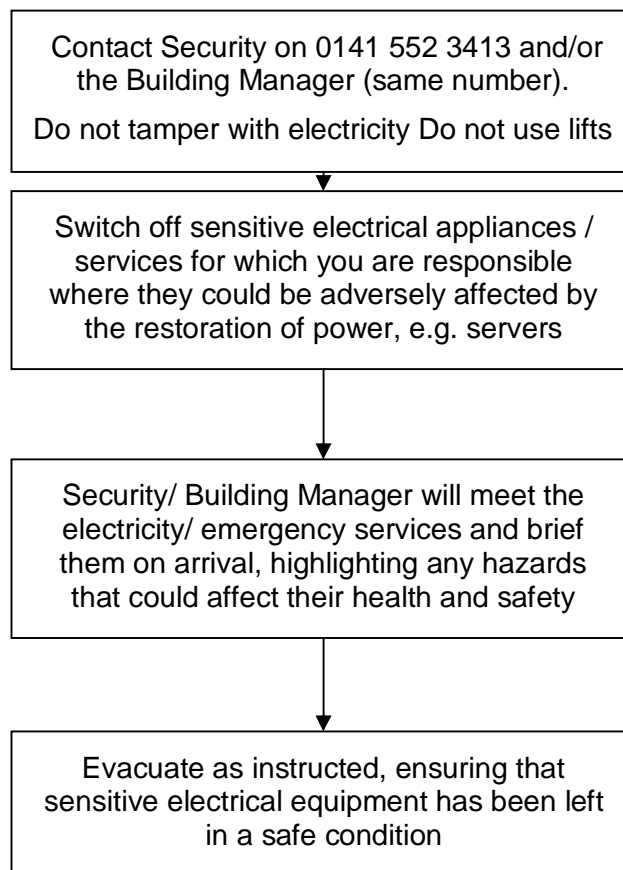 Contact Security on 0141 552 3413 and/or
the Building Manager (same number).
Do not tamper with electricity Do not use lifts
Switch off sensitive electrical appliances /
services for which you are responsible
where they could be adversely affected by
the restoration of power, e.g. servers
Security/ Building Manager will meet the
electricity/ emergency services and brief
them on arrival, highlighting any hazards
that could affect their health and safety
Evacuate as instructed, ensuring that
sensitive electrical equipment has been left
in a safe condition